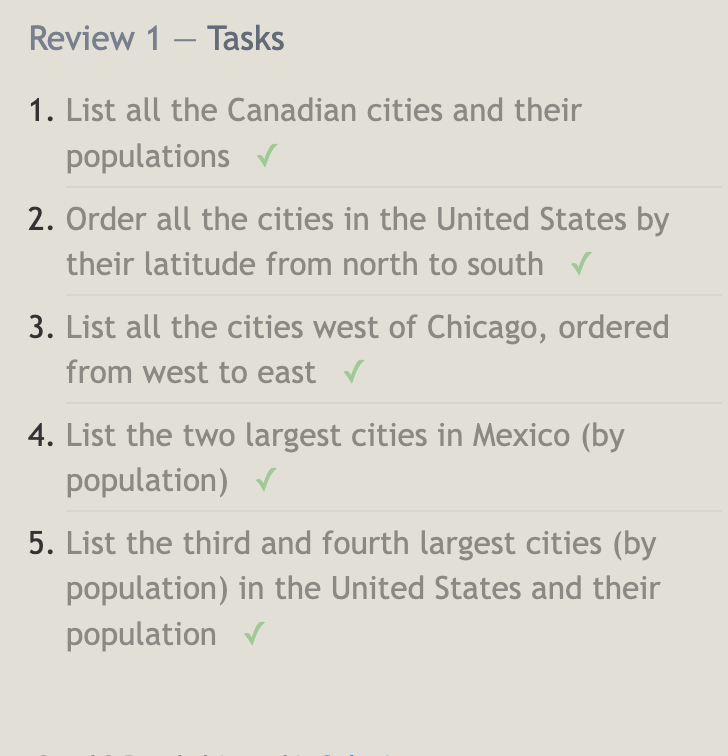 Review 1 — Tasks
1. List all the Canadian cities and their
populations ✓
2. Order all the cities in the United States by
their latitude from north to south ✓
3. List all the cities west of Chicago, ordered
from west to east ✓
4. List the two largest cities in Mexico (by
population) ✓
5. List the third and fourth largest cities (by
population) in the United States and their
population ✓